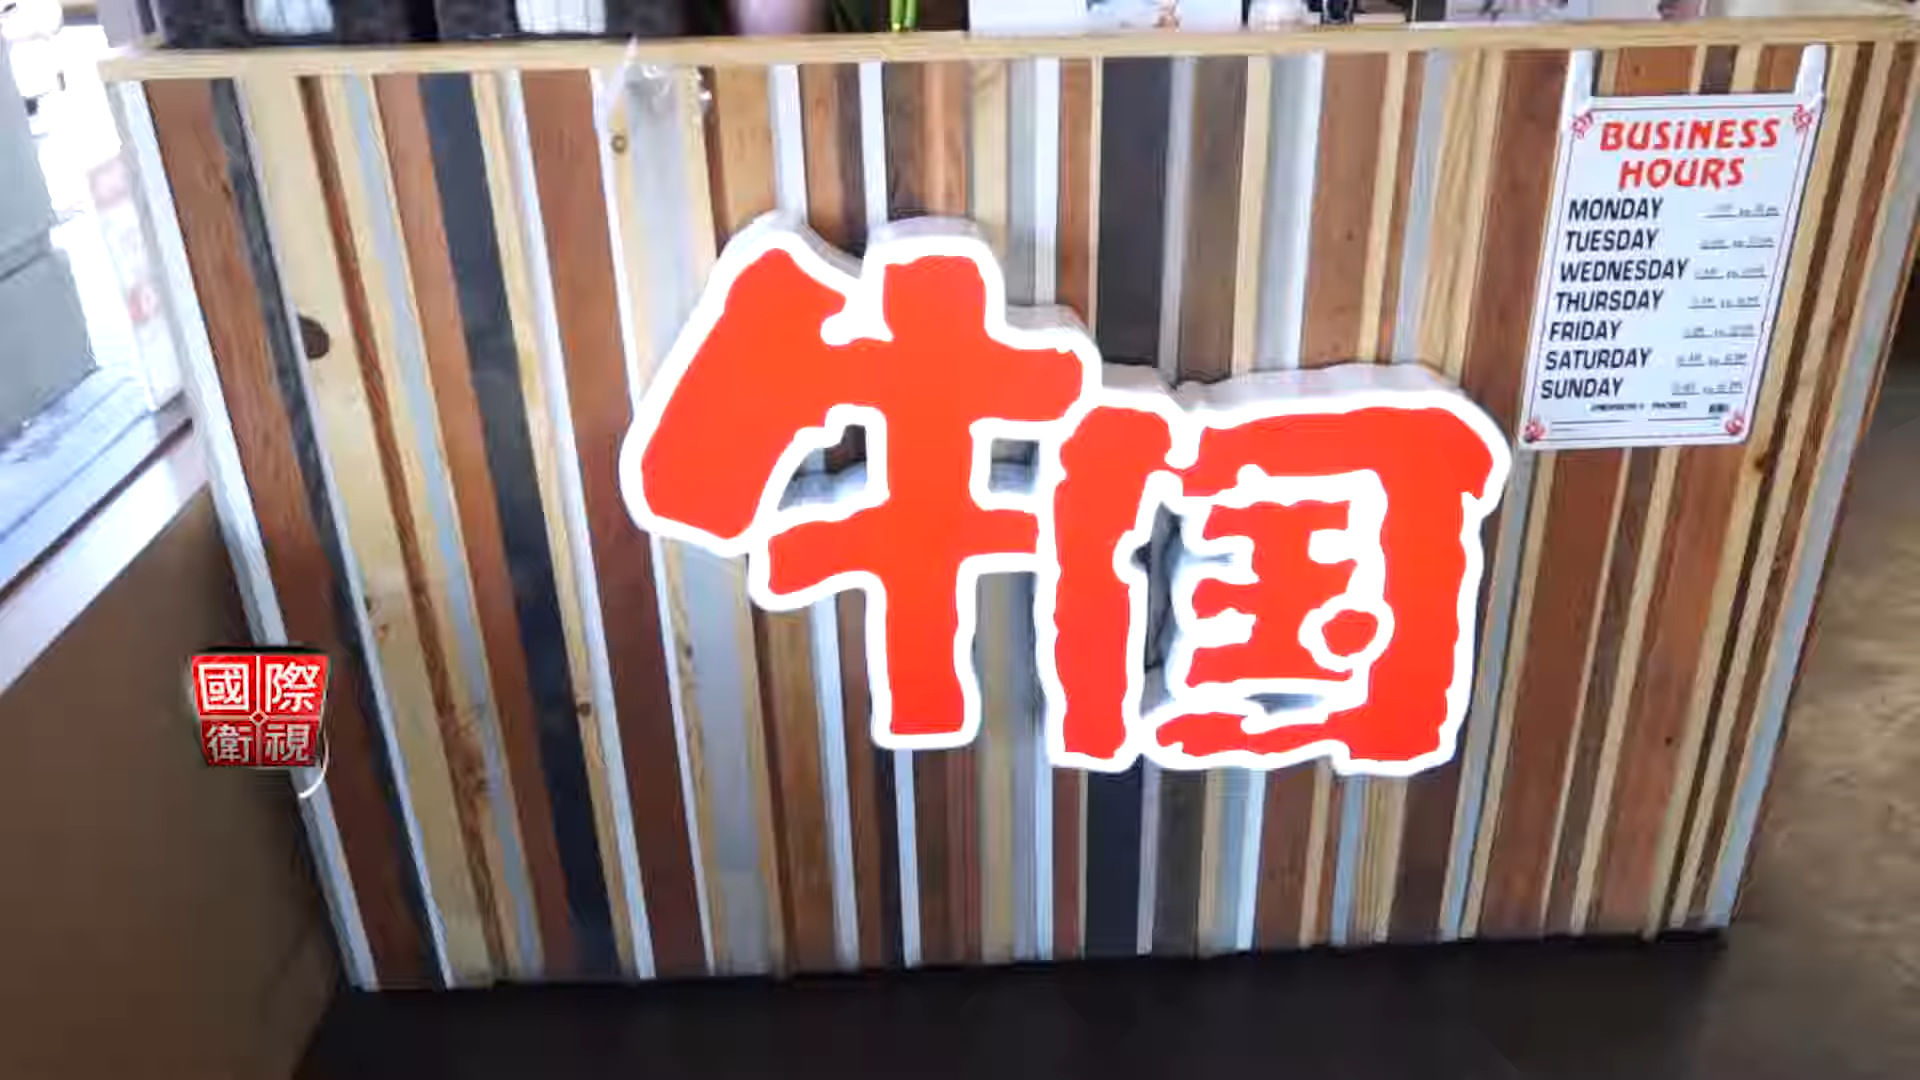 BUSINESS
HOURS
MONDAY
TUESDAY
WEDNESDAY
THURSDAY
FRIDAY
SATURDAY
SUNDAY
牛国
國際
衛視